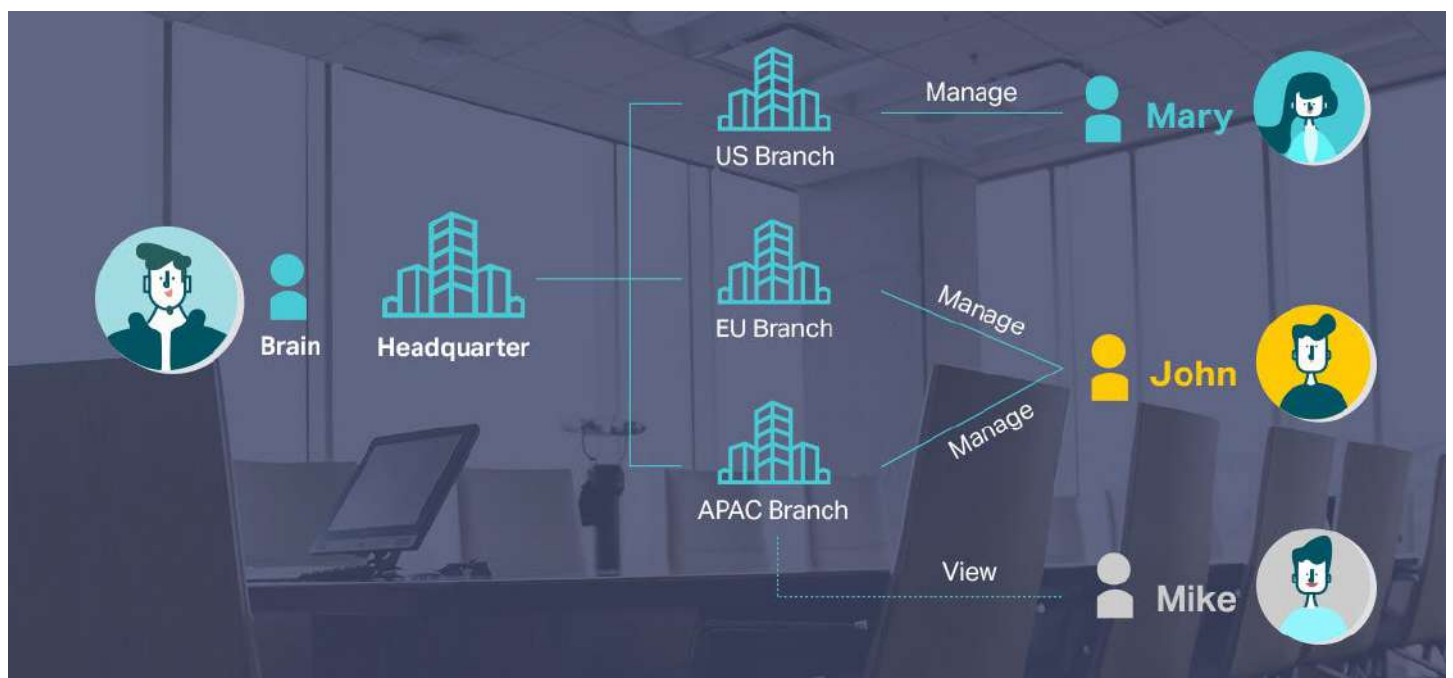 Manage
Mary
US Branch
Manage
EU Branch
Brain
Headquarter
John
Manage
APAC Branch
View
Mike